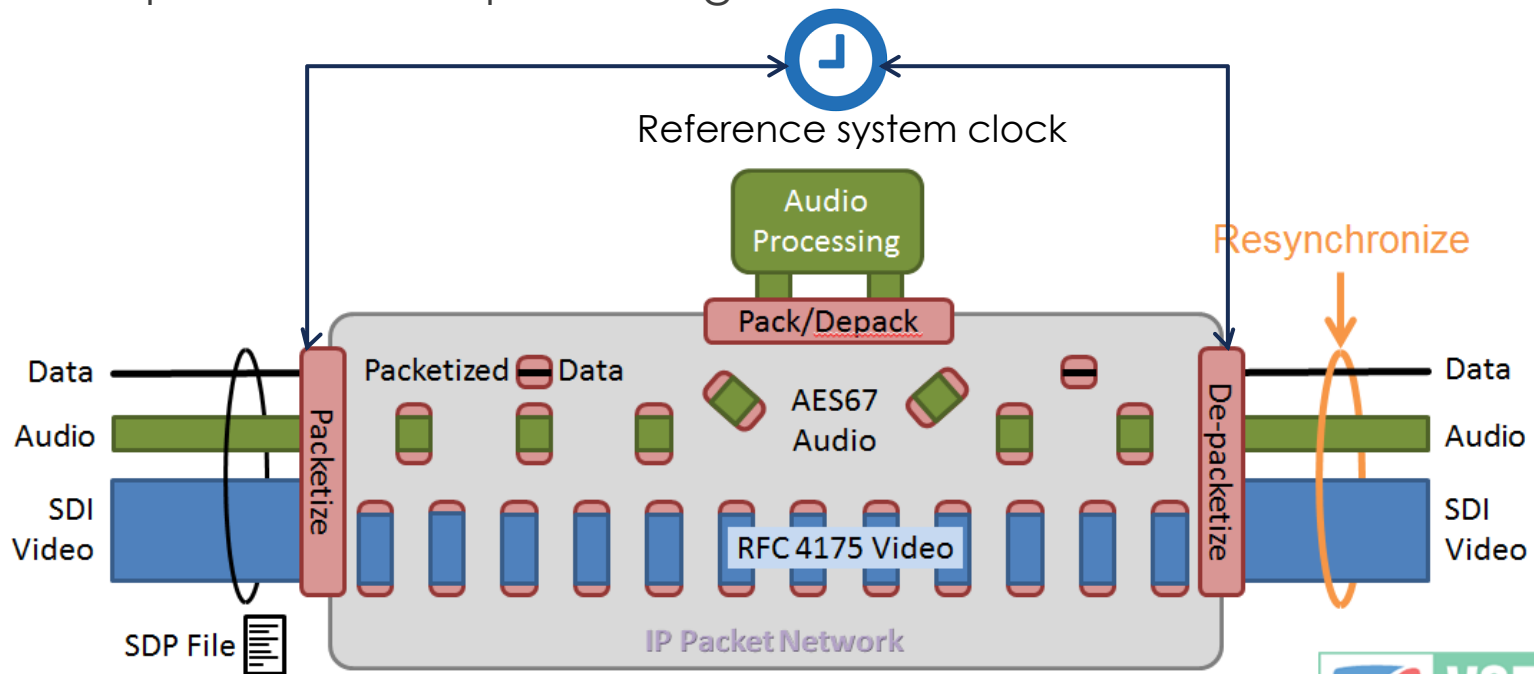 Reference system clock
Audio
Processing
Resynchronize
Pack/Depack
Data
Packetized
Data
Data
AES67
Audio
Audio
Audio
Packetize
De-packetize
SDI
Video
RFC 4175 Video
SDI
Video
SDP File
IP Packet Network